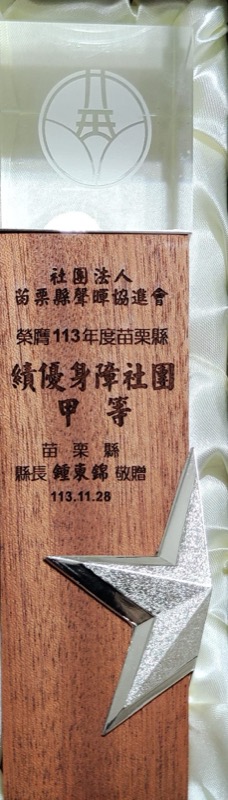 社團法人
苗栗縣聲暉協進會
榮膺113年度苗栗縣
績優身障社團
甲 等
苗 栗 縣
縣長 鍾東錦 敬贈
113.11.28